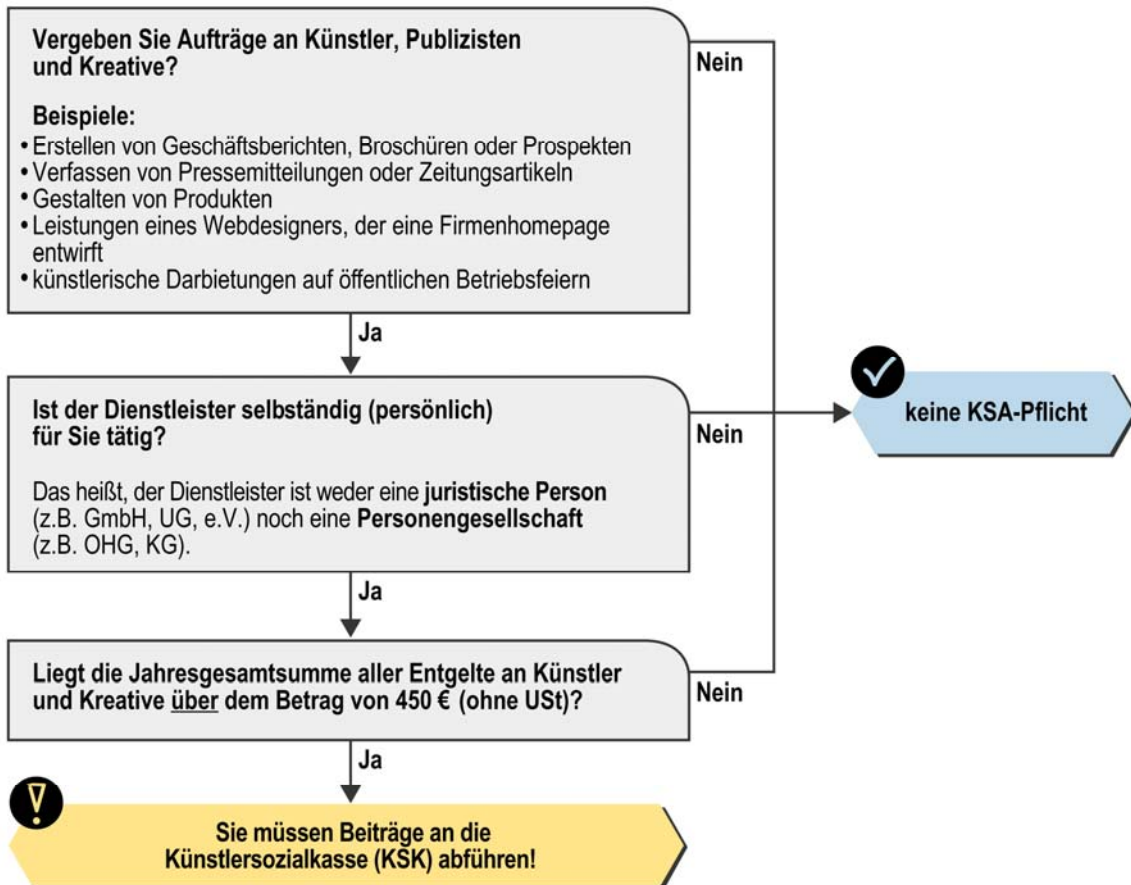 Vergeben Sie Aufträge an Künstler, Publizisten
und Kreative?
Nein
Beispiele:
• Erstellen von Geschäftsberichten, Broschüren oder Prospekten
• Verfassen von Pressemitteilungen oder Zeitungsartikeln
• Gestalten von Produkten
• Leistungen eines Webdesigners, der eine Firmenhomepage
entwirft
• künstlerische Darbietungen auf öffentlichen Betriebsfeiern
Ja
Ist der Dienstleister selbständig (persönlich)
für Sie tätig?
Nein
keine KSA-Pflicht
Das heißt, der Dienstleister ist weder eine juristische Person
(z.B. GmbH, UG, e.V.) noch eine Personengesellschaft
(z.B. OHG, KG).
Ja
Liegt die Jahresgesamtsumme aller Entgelte an Künstler
und Kreative über dem Betrag von 450 € (ohne USt)?
Nein
Ja
Sie müssen Beiträge an die
Künstlersozialkasse (KSK) abführen!